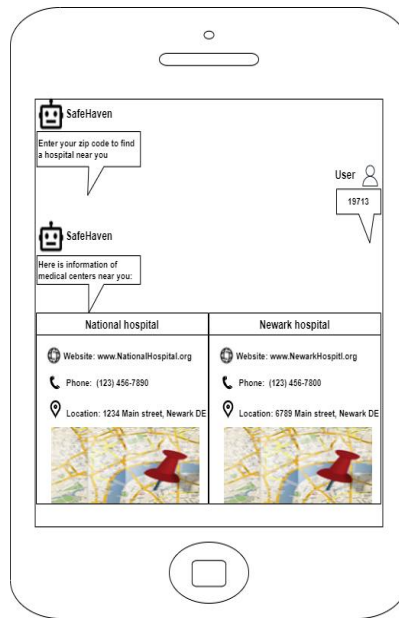 SafeHaven
Enter your zip code to find
a hospital near you
User
19713
SafeHaven
Here is information of
medical centers near you:
National hospital
Website: www.NationalHospital.org
Phone: (123) 456-7890
Location: 1234 Main street, Newark DE
Newark hospital
Website: www.NewarkHospitl.org
Phone: (123) 456-7800
Location: 6789 Main street, Newark DE